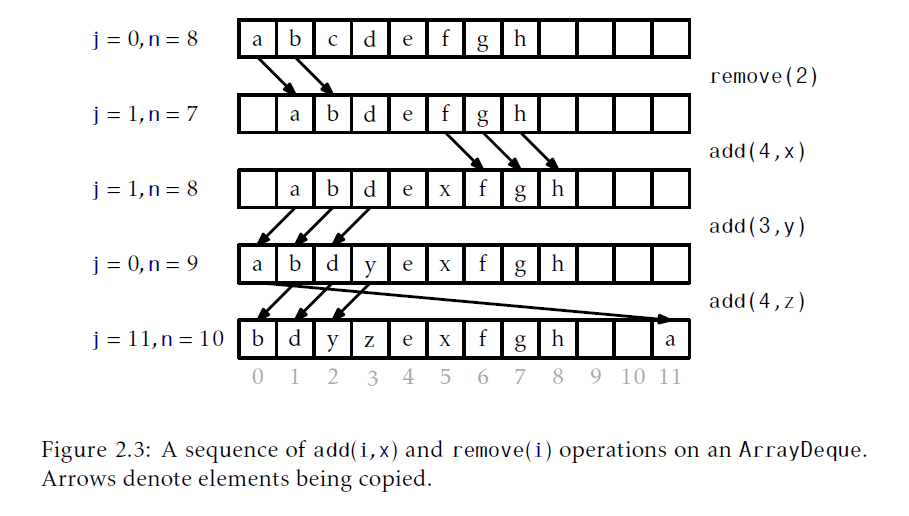 j = 0,n = 8 a b c d e f g h
remove(2)
j = 1,n = 7 a b d e f g h
add(4,x)
j = 1,n = 8 a b d e x f g h
add(3,y)
j = 0,n = 9 a b d y e x f g h
add(4,z)
j = 11,n = 10 b d y z e x f g h a
0 1 2 3 4 5 6 7 8 9 10 11
Figure 2.3: A sequence of add(i,x) and remove(i) operations on an ArrayDeque.
Arrows denote elements being copied.